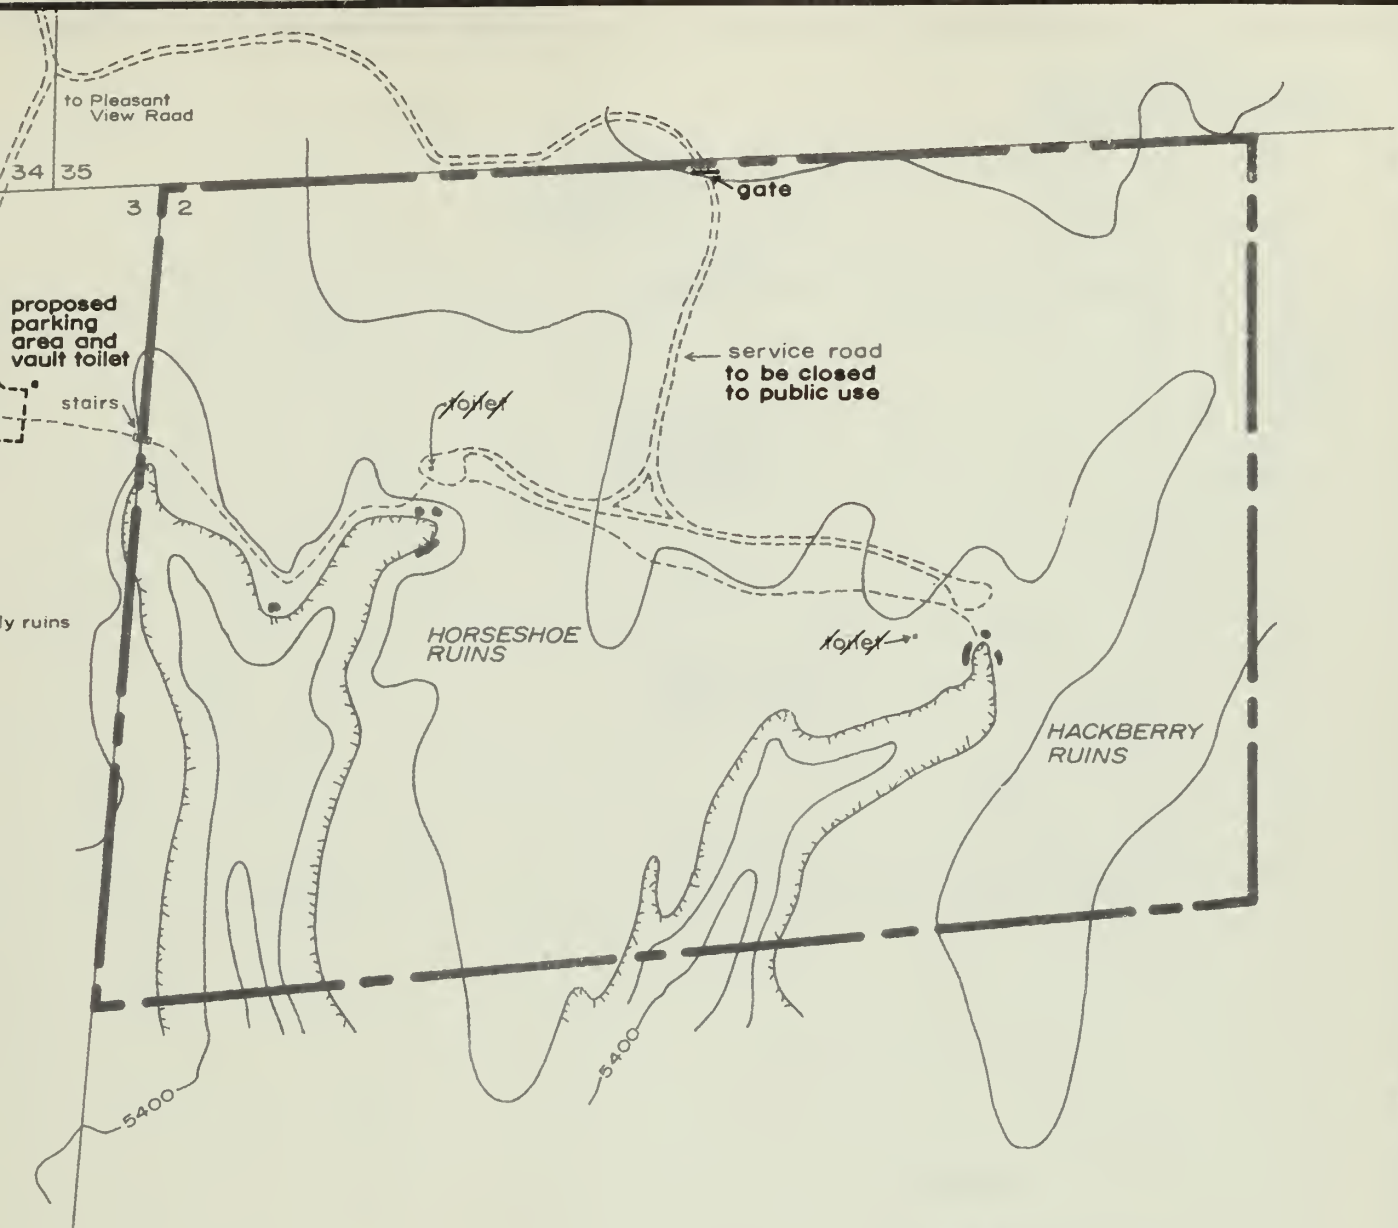 to Pleasant
View Raad
34 35
3 2
gate
proposed
parking
area and
vault toilet
stairs
service road
to be closed
to public use
toilet
ly ruins
HORSESHOE
RUINS
toilet
HACKBERRY
RUINS
5400
5400